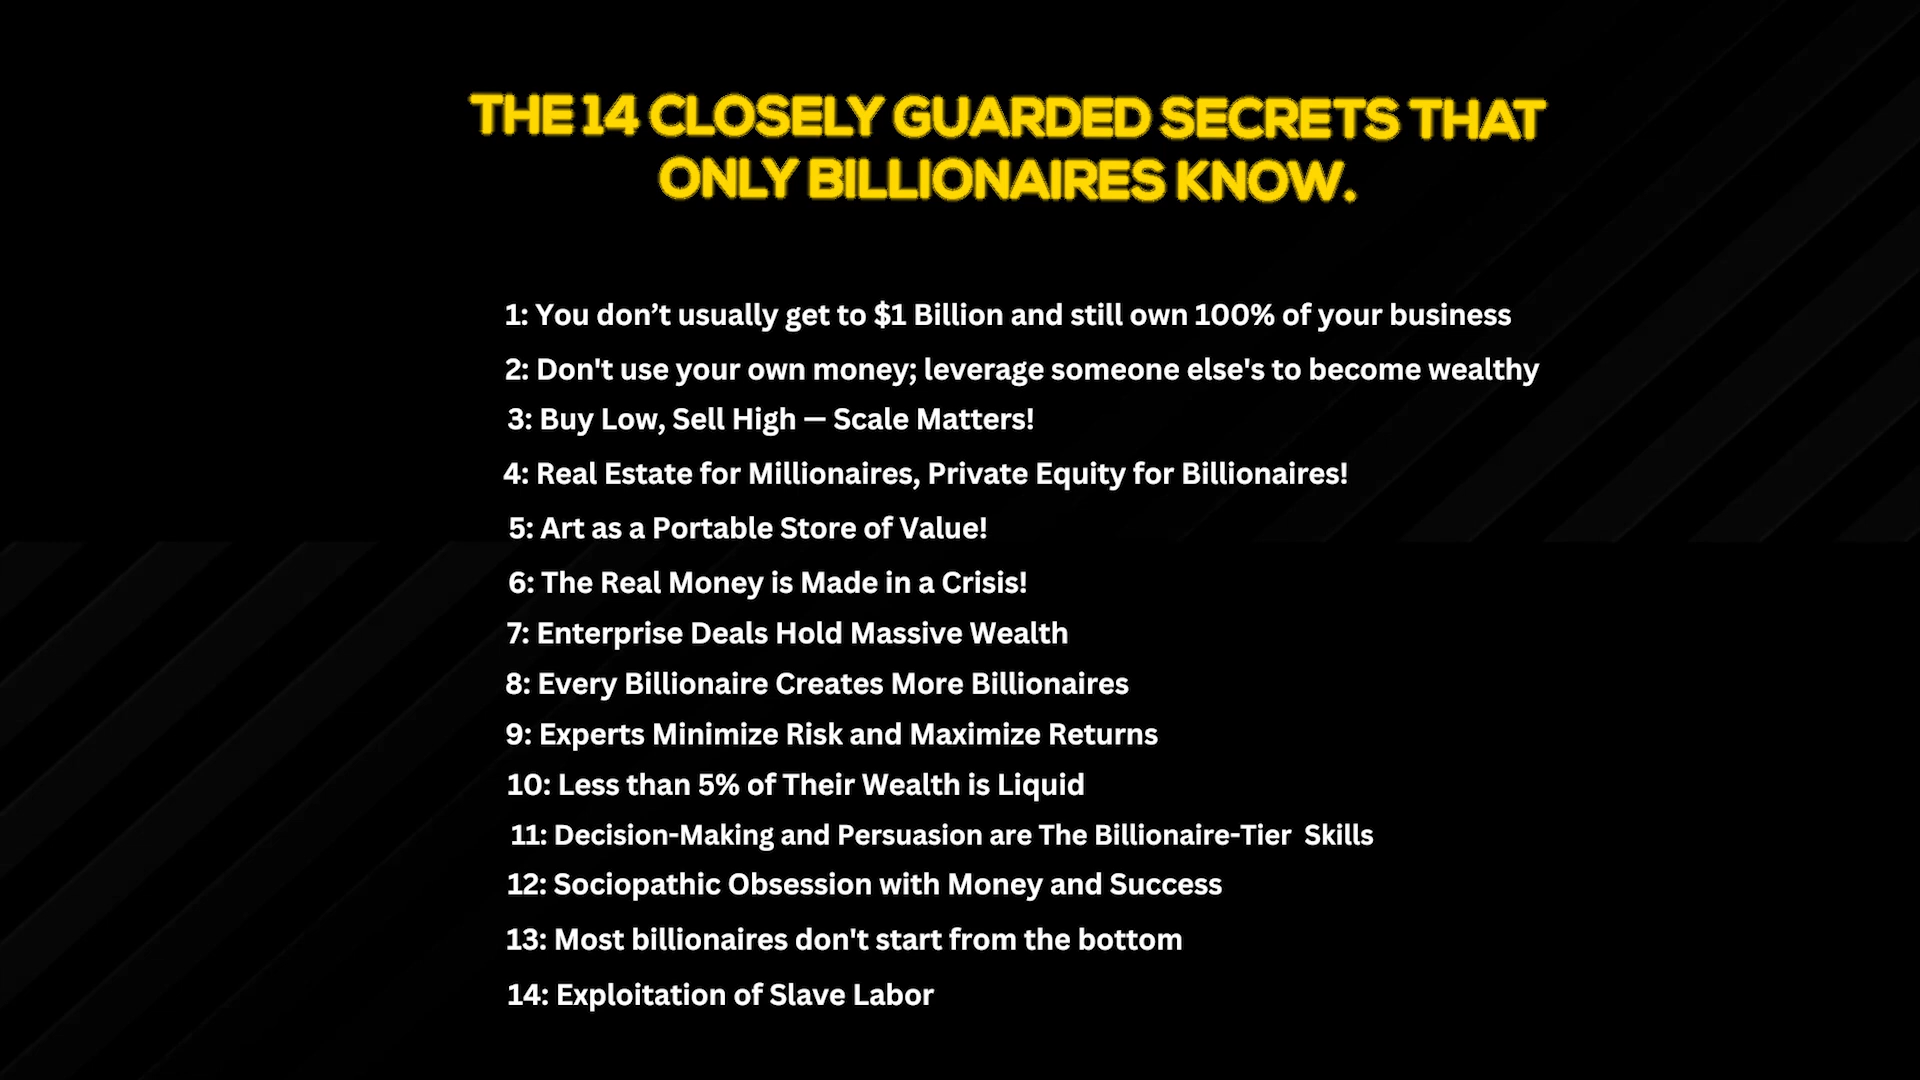 THE 14 CLOSELY GUARDED SECRETS THAT
ONLY BILLIONAIRES KNOW.
1: You don’t usually get to $1 Billion and still own 100% of your business
2: Don't use your own money; leverage someone else's to become wealthy
3: Buy Low, Sell High — Scale Matters!
4: Real Estate for Millionaires, Private Equity for Billionaires!
5: Art as a Portable Store of Value!
6: The Real Money is Made in a Crisis!
7: Enterprise Deals Hold Massive Wealth
8: Every Billionaire Creates More Billionaires
9: Experts Minimize Risk and Maximize Returns
10: Less than 5% of Their Wealth is Liquid
11: Decision-Making and Persuasion are The Billionaire-Tier  Skills
12: Sociopathic Obsession with Money and Success
13: Most billionaires don't start from the bottom
14: Exploitation of Slave Labor